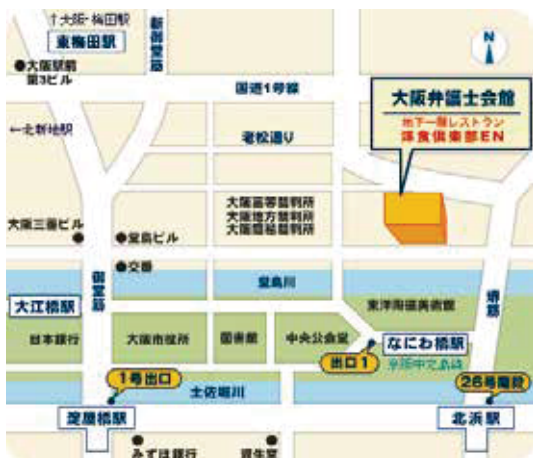 ↑大阪・梅田駅
東梅田駅
新御堂筋
N
●大阪駅前
第3ビル
国道1号線
大阪弁護士会館
地下一階レストラン
洋食倶楽部EN
←北新地駅
老松通り
大阪高等裁判所
大阪地方裁判所
大阪簡易裁判所
大阪三菱ビル
●堂島ビル
●交番
御堂筋
堂島川
堺筋
大江橋駅
東洋陶磁美術館
日本銀行
大阪市役所
図書館
中央公会堂
なにわ橋駅
京阪中之島線
出口1
1号出口
土佐堀川
26号階段
淀屋橋駅
北浜駅
みずほ銀行
資生堂